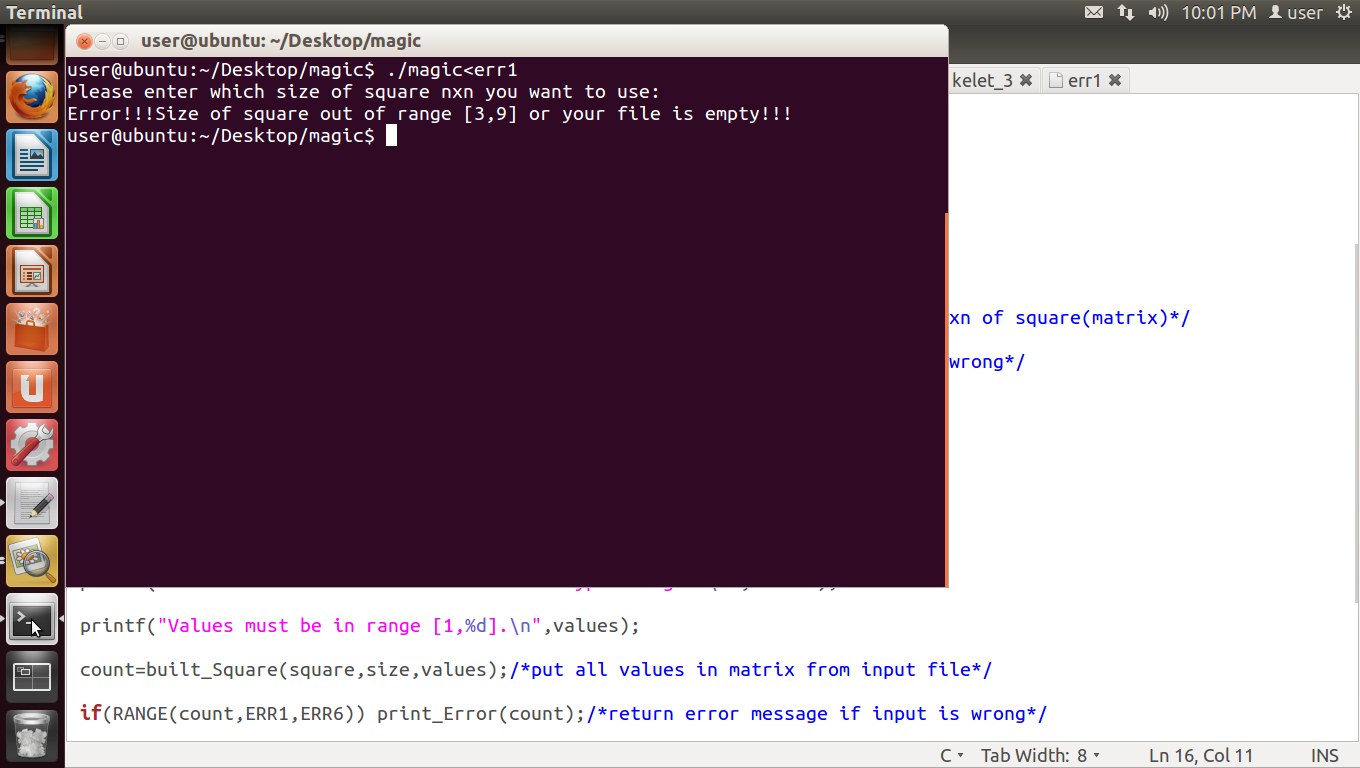 Terminal
10:01 PM user
user@ubuntu: ~/Desktop/magic
user@ubuntu:~/Desktop/magic$ ./magic<err1
Please enter which size of square nxn you want to use:
Error!!!Size of square out of range [3,9] or your file is empty!!!
user@ubuntu:~/Desktop/magic$
kelet_3 err1
xn of square(matrix)*/
wrong*/
printf("Values must be in range [1,%d].\n",values);
count=built_Square(square,size,values);/*put all values in matrix from input file*/
if(RANGE(count,ERR1,ERR6)) print_Error(count);/*return error message if input is wrong*/
C Tab Width: 8 Ln 16, Col 11 INS